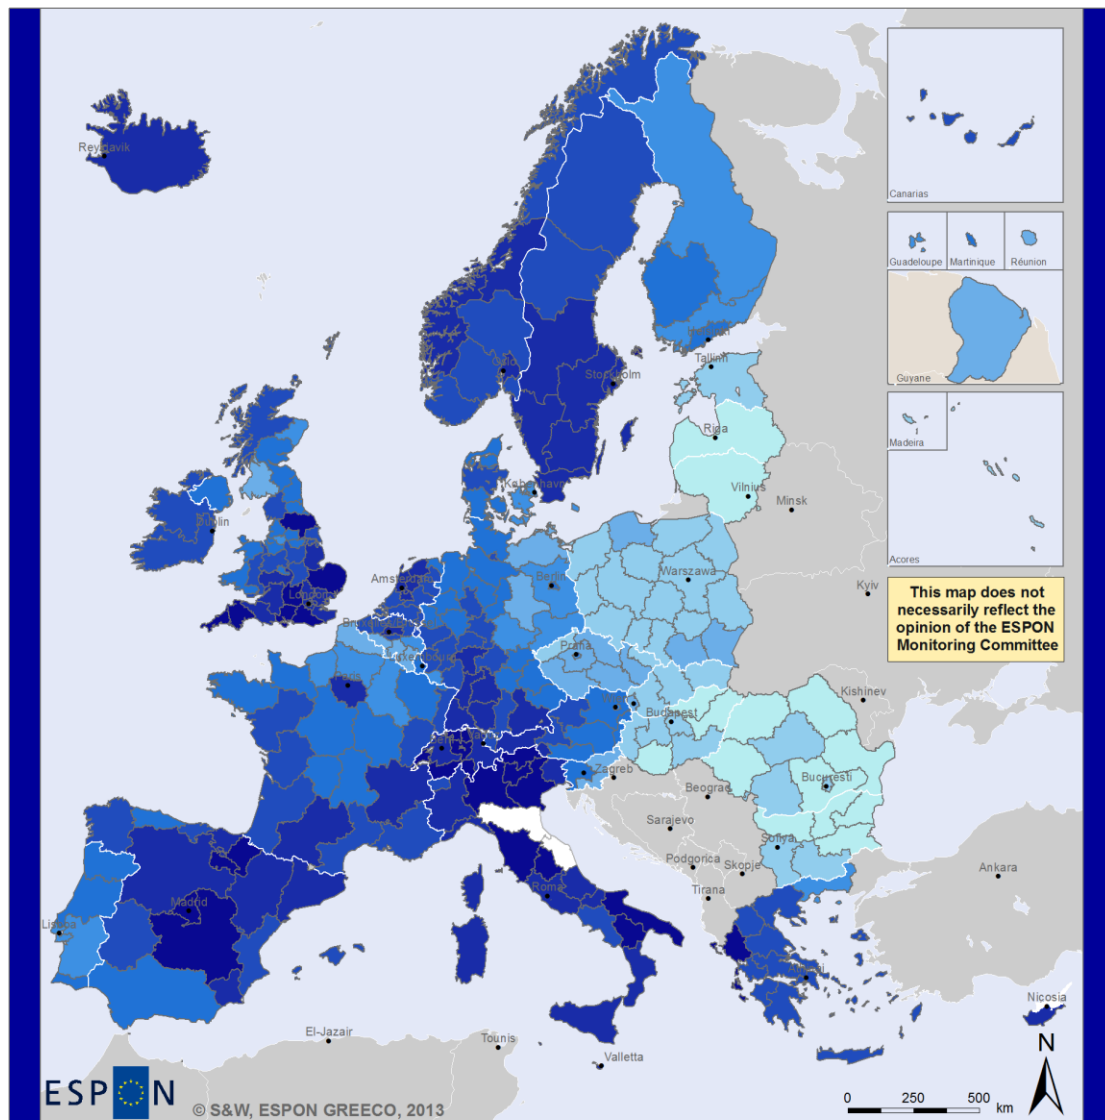 Reykjavik
Canarias
Guadeloupe
Martinique
Réunion
Guyane
Madeira
Acores
Oslo
Stockholm
Helsinki
Tallinn
Riga
Vilnius
Minsk
København
Dublin
London
Amsterdam
Berlin
Warszawa
Kyiv
This map does not
necessarily reflect the
opinion of the ESPON
Monitoring Committee
Praha
Paris
Kishinev
Budapest
Bern
Vaduz
Zagreb
Bucuresti
Beograd
Sarajevo
Sofiya
Podgorica
Skopje
Tirana
Ankara
Roma
Madrid
Lisboa
Nicosia
El-Jazair
Tounis
Valletta
N
ESPON
© S&W, ESPON GREECO, 2013
0 250 500 km